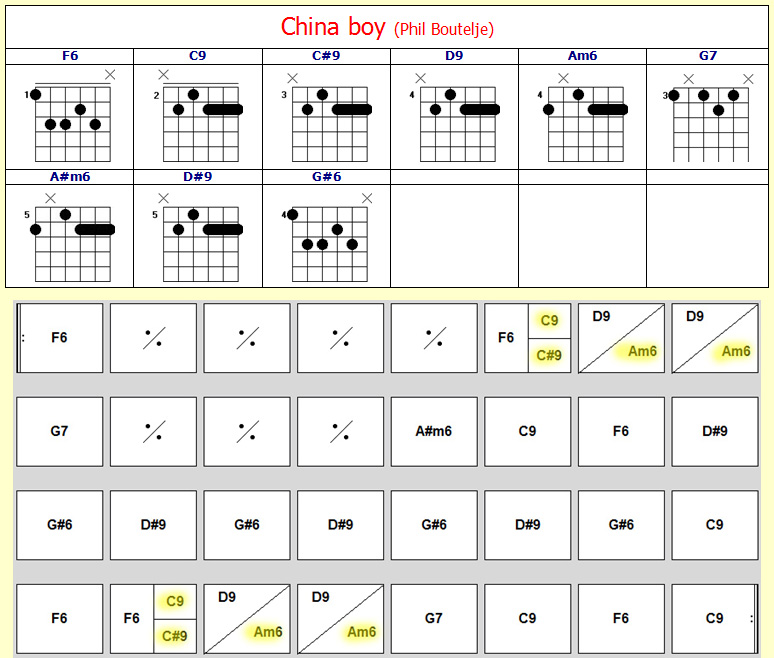 China boy (Phil Boutelje)
F6 C9 C#9 D9 Am6 G7
1 2 3 4 4 3
A#m6 D#9 G#6
5 5 4
F6 F6 C9 C#9 D9 Am6 D9 Am6
G7 A#m6 C9 F6 D#9
G#6 D#9 G#6 D#9 G#6 D#9 G#6 C9
F6 F6 C9 C#9 D9 Am6 D9 Am6 G7 C9 F6 C9